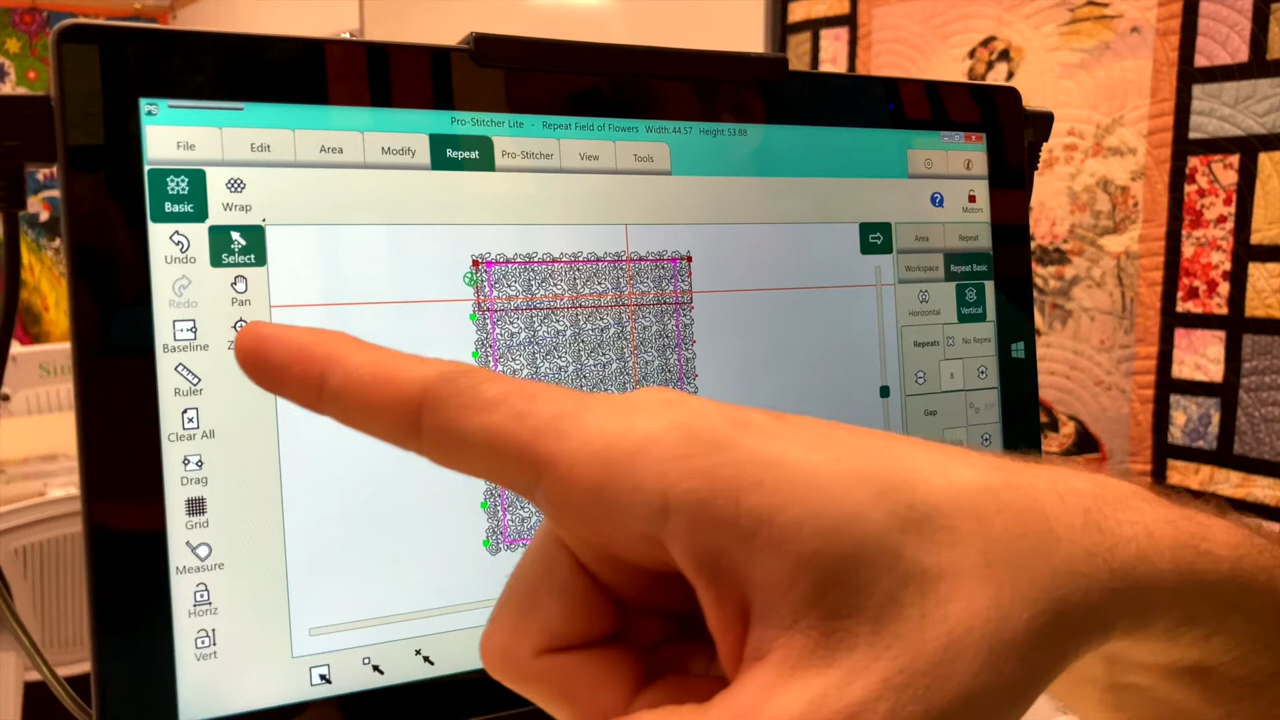 PS
Pro-Stitcher Lite - Repeat Field of Flowers Width:44.57 Height:53.88
File Edit Area Modify Repeat Pro-Stitcher View Tools
Basic Wrap
Motors
Undo Select
Area Repeat
Workspace Repeat Basic
Redo Pan
Horizontal Vertical
Baseline
Repeats No Repea
Ruler
8
Clear All
Gap
Drag
Grid
Measure
Horiz
Vert